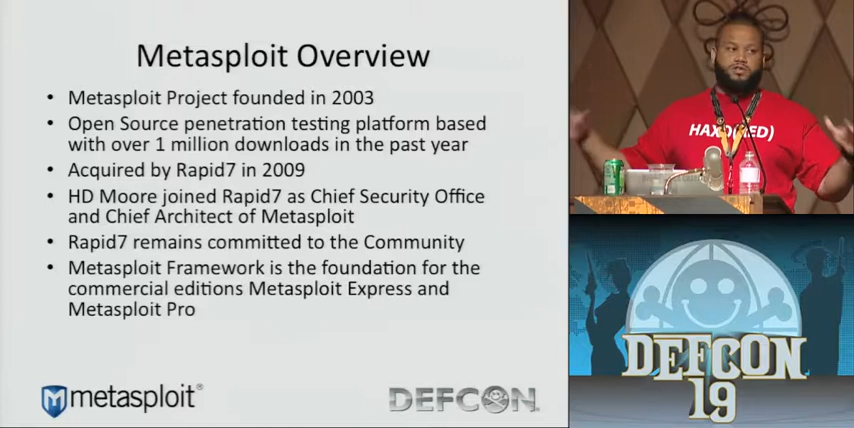 Metasploit Overview
• Metasploit Project founded in 2003
• Open Source penetration testing platform based
with over 1 million downloads in the past year
• Acquired by Rapid7 in 2009
• HD Moore joined Rapid7 as Chief Security Office
and Chief Architect of Metasploit
• Rapid7 remains committed to the Community
• Metasploit Framework is the foundation for the
commercial editions Metasploit Express and
Metasploit Pro
metasploit®
DEFCON
DEFCON
19